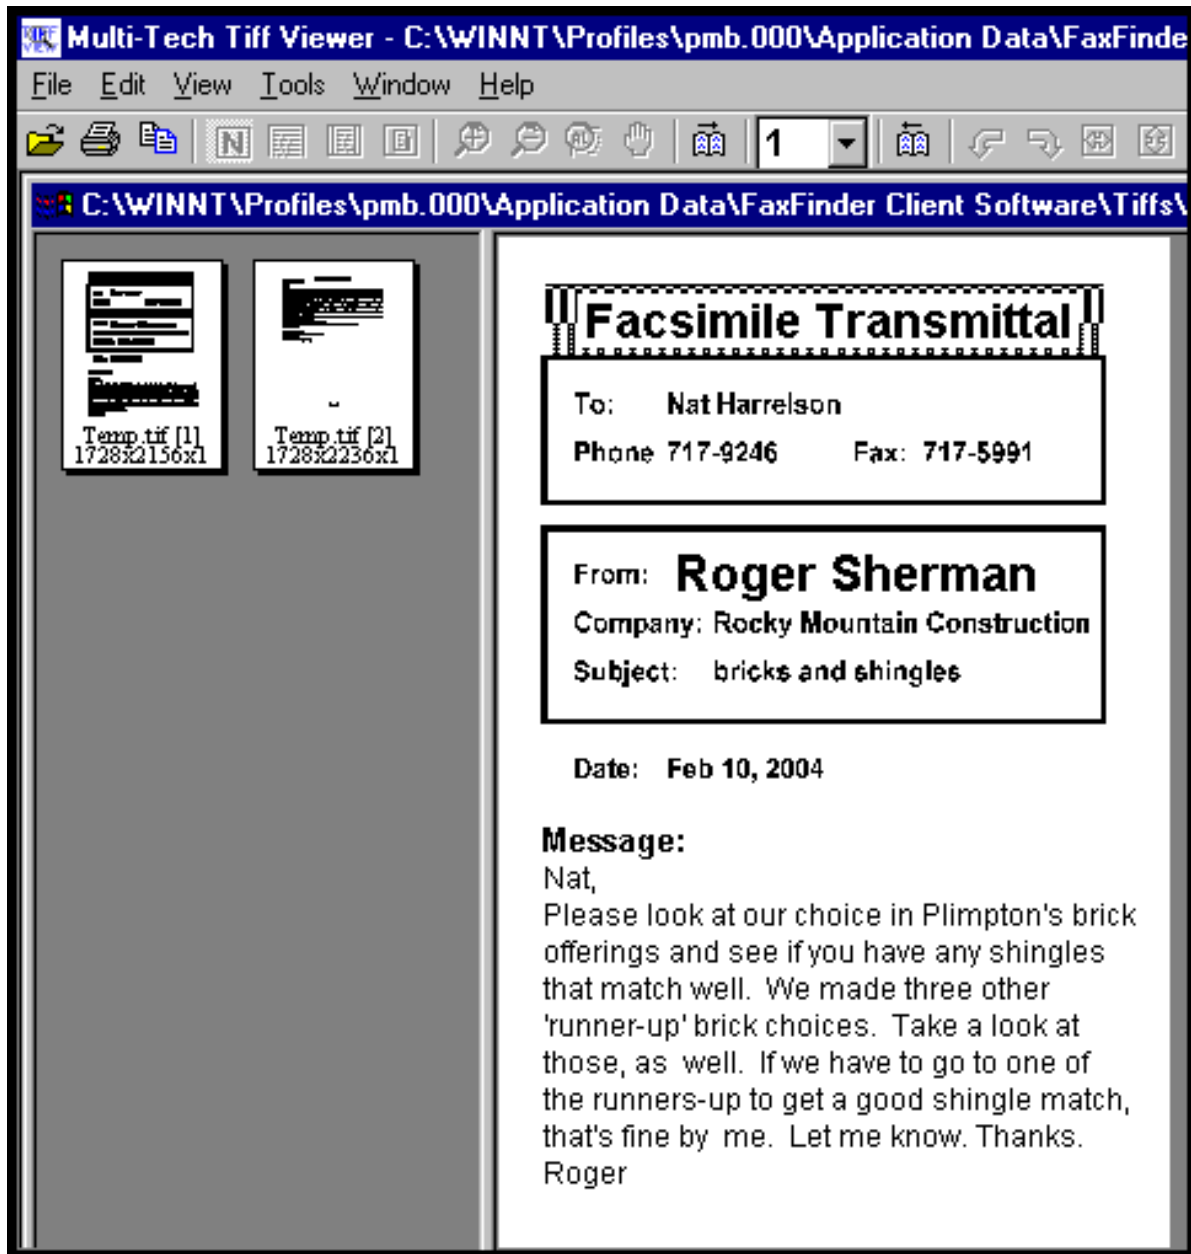 Multi-Tech Tiff Viewer - C:\WINNT\Profiles\pmb.000\Application Data\FaxFinde
File Edit View Tools Window Help
1
C:\WINNT\Profiles\pmb.000\Application Data\FaxFinder Client Software\Tiffs\
Temp.tif [1]
1728x2156x1
Temp.tif [2]
1728x2236x1
Facsimile Transmittal
To: Nat Harrelson
Phone 717-9246 Fax: 717-5991
From: Roger Sherman
Company: Rocky Mountain Construction
Subject: bricks and shingles
Date: Feb 10, 2004
Message:
Nat,
Please look at our choice in Plimpton's brick
offerings and see if you have any shingles
that match well. We made three other
'runner-up' brick choices. Take a look at
those, as well. If we have to go to one of
the runners-up to get a good shingle match,
that's fine by me. Let me know. Thanks.
Roger